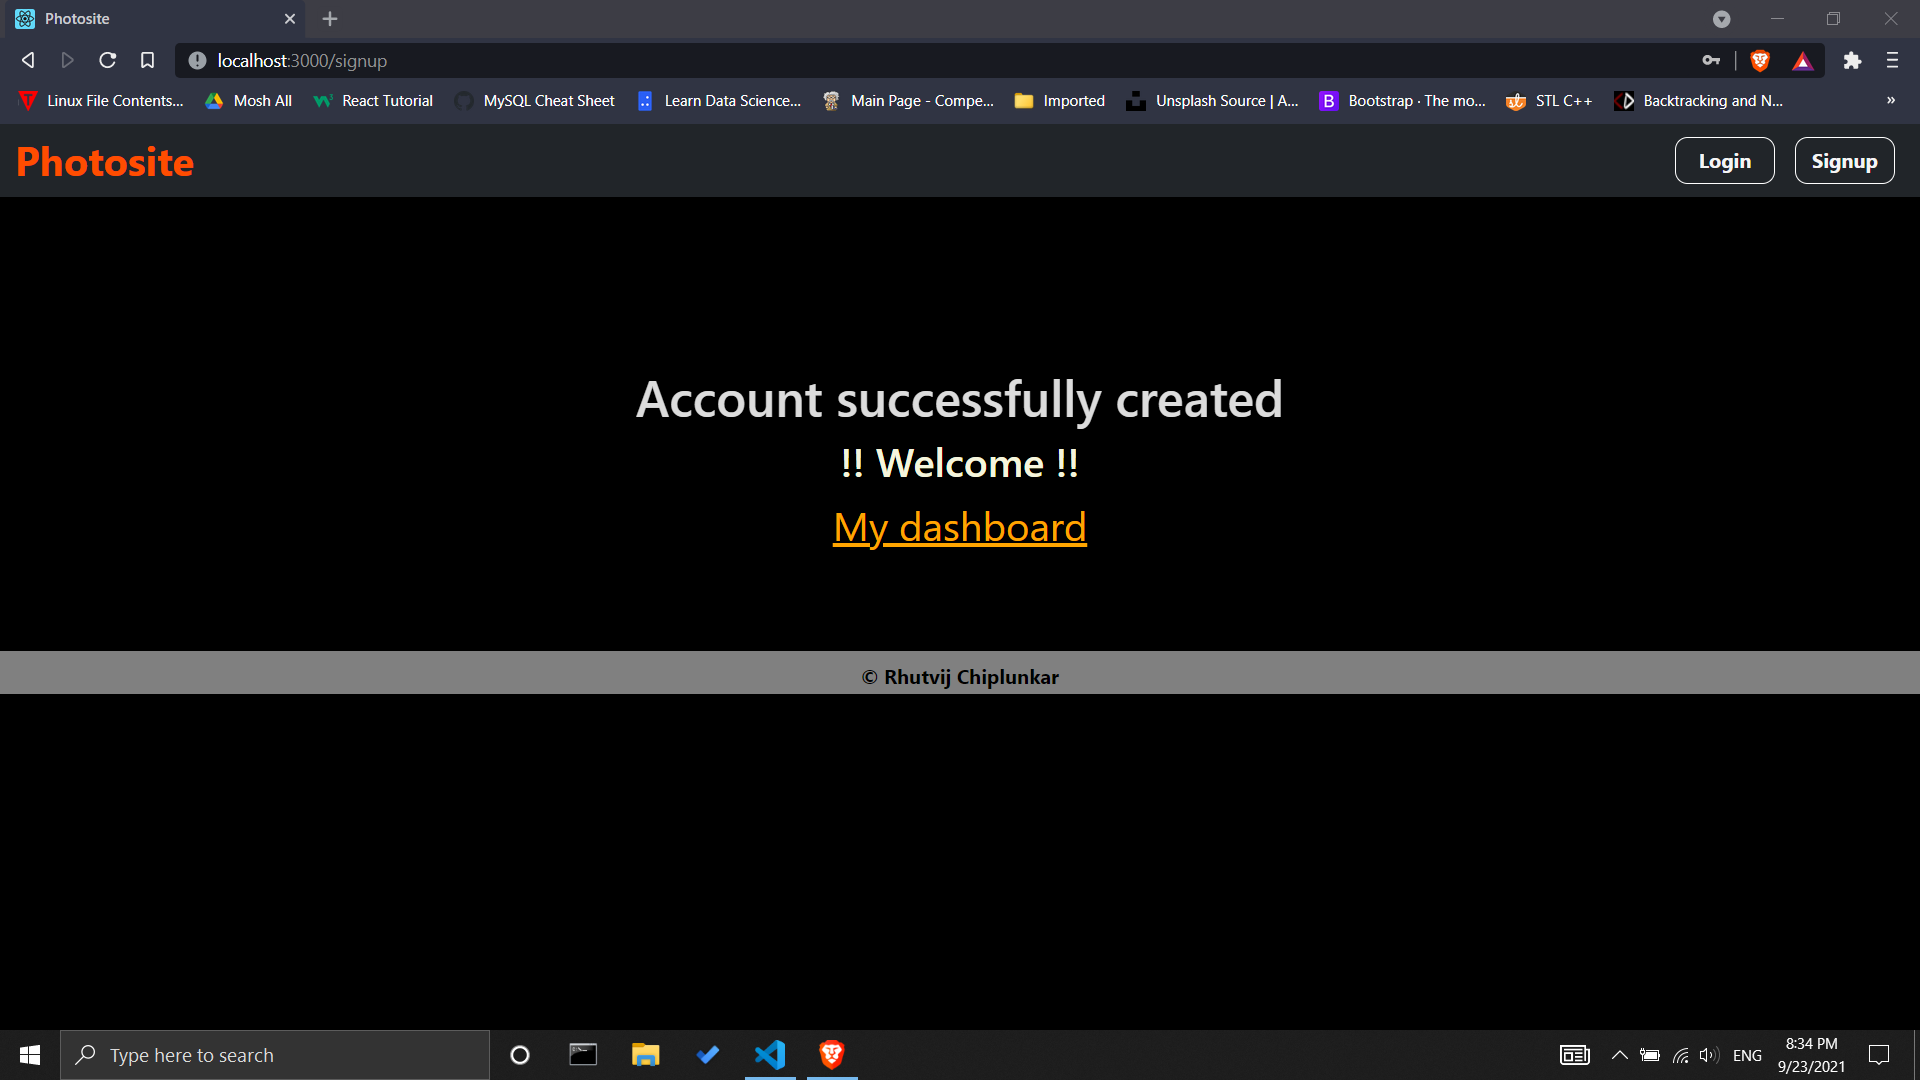 Photosite
localhost:3000/signup
Linux File Contents... Mosh All React Tutorial MySQL Cheat Sheet Learn Data Science... Main Page - Compe... Imported Unsplash Source | A... Bootstrap · The mo... STL C++ Backtracking and N... »
Photosite Login Signup
Account successfully created
!! Welcome !!
My dashboard
© Rhutvij Chiplunkar
Type here to search
ENG
8:34 PM
9/23/2021